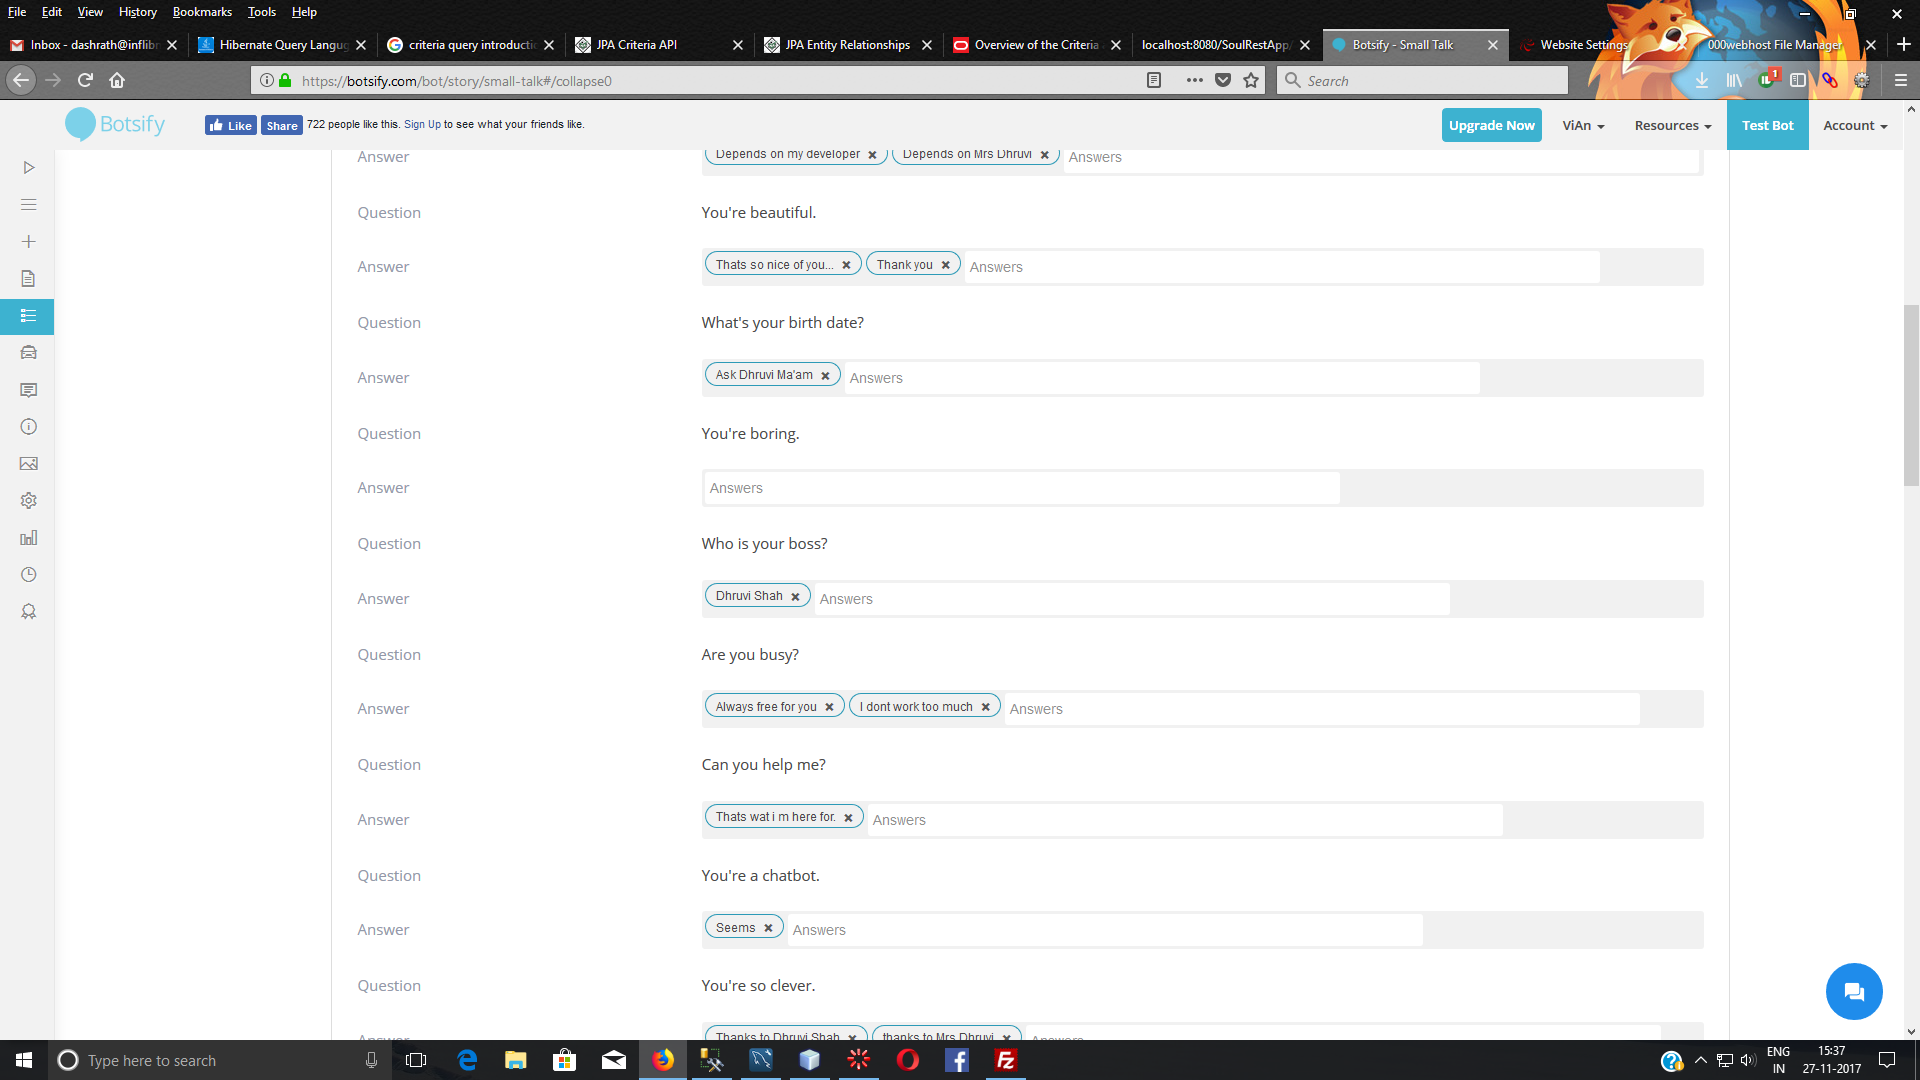 File Edit View History Bookmarks Tools Help
Inbox - dashrath@inflibn Hibernate Query Langua criteria query introductio JPA Criteria API JPA Entity Relationships Overview of the Criteria localhost:8080/SoulRestApp/ Botsify - Small Talk Website Settings 000webhost File Manager
https://botsify.com/bot/story/small-talk#/collapse0 Search 1
Botsify Like Share 722 people like this. Sign Up to see what your friends like. Upgrade Now ViAn Resources Test Bot Account
Answer Depends on my developer Depends on Mrs Dhruvi Answers
Question You're beautiful.
Answer Thats so nice of you... Thank you Answers
Question What's your birth date?
Answer Ask Dhruvi Ma'am Answers
Question You're boring.
Answer Answers
Question Who is your boss?
Answer Dhruvi Shah Answers
Question Are you busy?
Answer Always free for you I dont work too much Answers
Question Can you help me?
Answer Thats wat i m here for. Answers
Question You're a chatbot.
Answer Seems Answers
Question You're so clever.
Answer Thanks to Dhruvi Shah thanks to Mrs Dhruvi Answers
Type here to search ENG 15:37
IN 27-11-2017